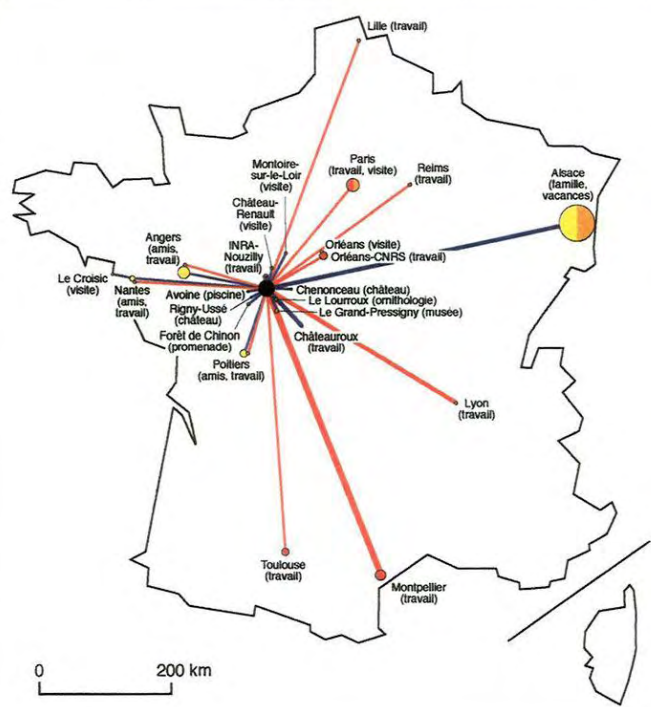 Lille (travail)
Montoire-
sur-le-Loir
(visite)
Paris
(travail, visite)
Reims
(travail)
Alsace
(famille,
vacances)
Château-
Renault
(visite)
Angers
(amis,
travail)
INRA-
Nouzilly
(travail)
Orléans (visite)
Orléans-CNRS (travail)
Le Croisic
(visite)
Nantes
(amis,
travail)
Avoine (piscine)
Rigny-Ussé
(château)
Forêt de Chinon
(promenade)
Poitiers
(amis, travail)
Chenonceau (château)
Le Lourroux (ornithologie)
Le Grand-Pressigny (musée)
Châteauroux
(travail)
Lyon
(travail)
Toulouse
(travail)
Montpellier
(travail)
0 200 km